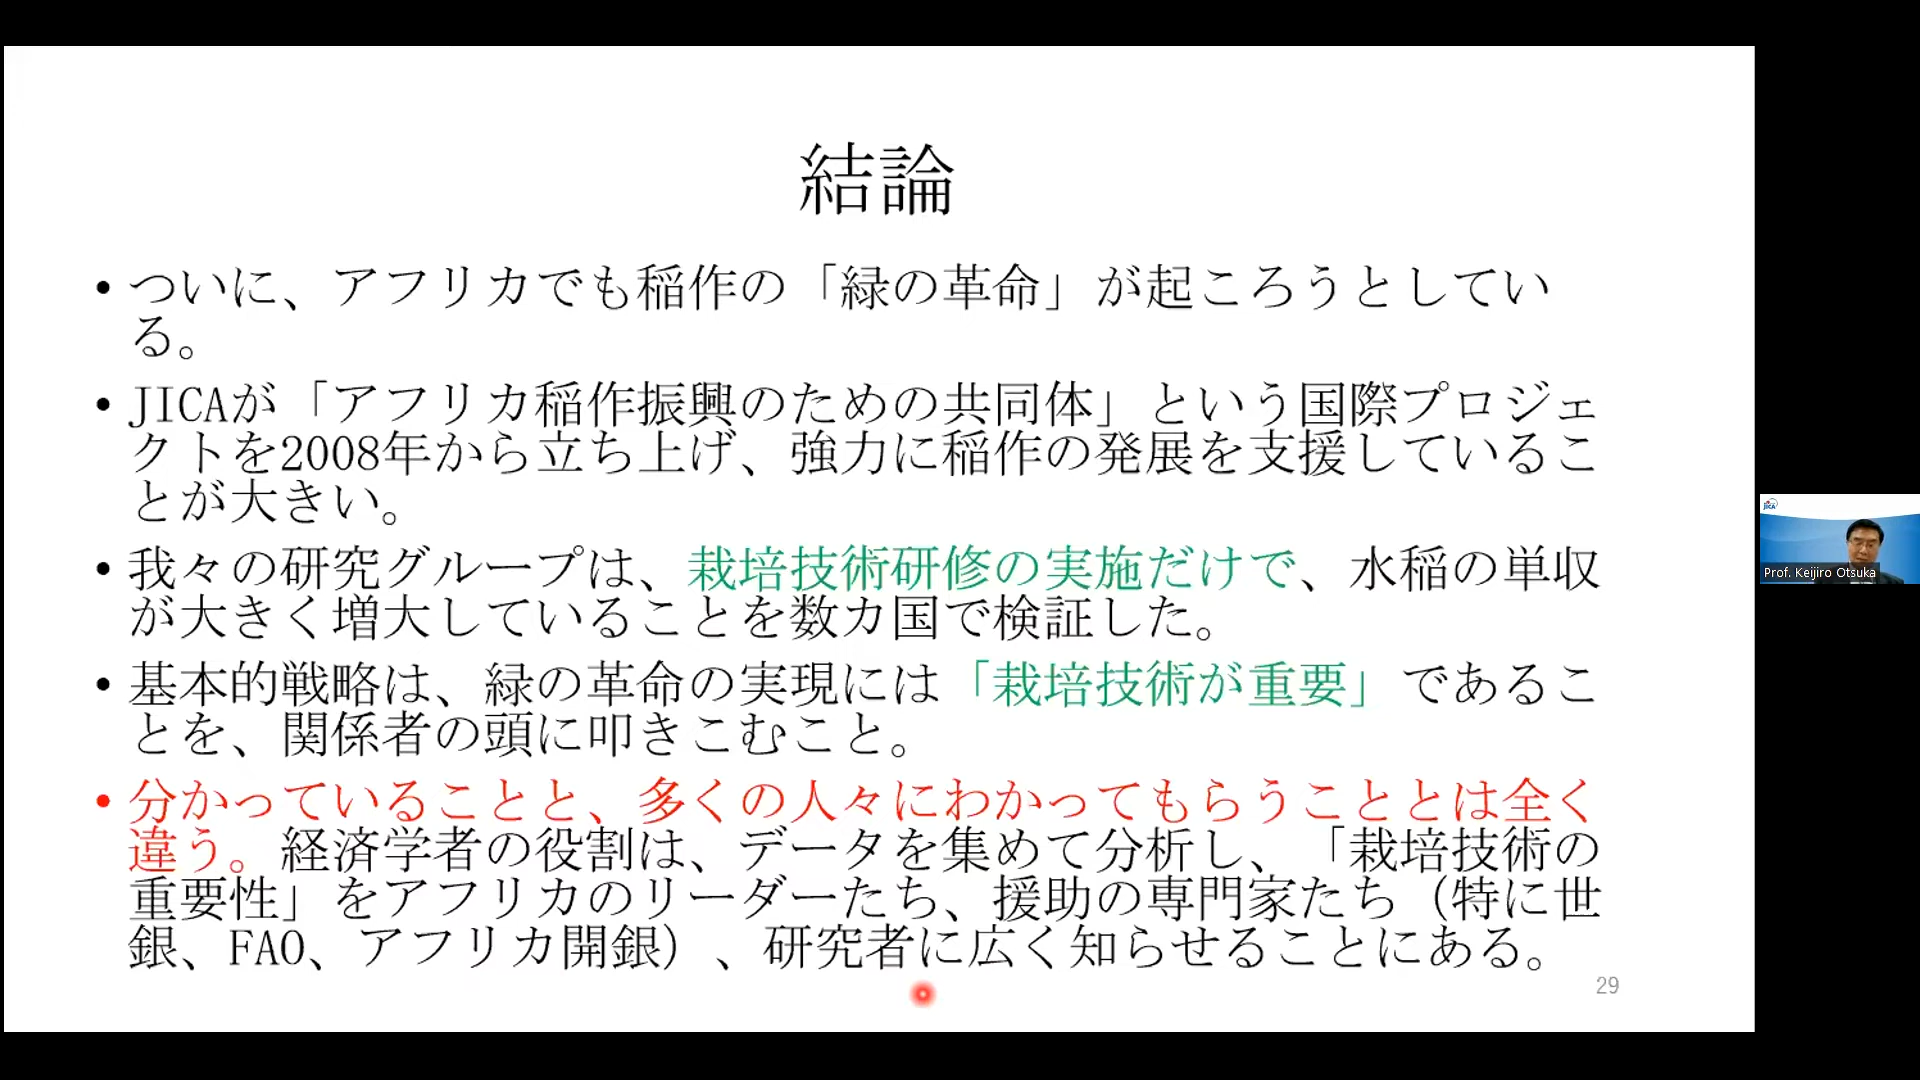 結論
• ついに、アフリカでも稲作の「緑の革命」が起ころうとしてい
る。
• JICAが「アフリカ稲作振興のための共同体」という国際プロジェ
クトを2008年から立ち上げ、強力に稲作の発展を支援しているこ
とが大きい。
• 我々の研究グループは、栽培技術研修の実施だけで、水稲の単収
が大きく増大していることを数カ国で検証した。
• 基本的戦略は、緑の革命の実現には「栽培技術が重要」であるこ
とを、関係者の頭に叩きこむこと。
• 分かっていることと、多くの人々にわかってもらうこととは全く
違う。経済学者の役割は、データを集めて分析し、「栽培技術の
重要性」をアフリカのリーダーたち、援助の専門家たち（特に世
銀、FAO、アフリカ開銀）、研究者に広く知らせることにある。
29
JICA
Prof. Keijiro Otsuka